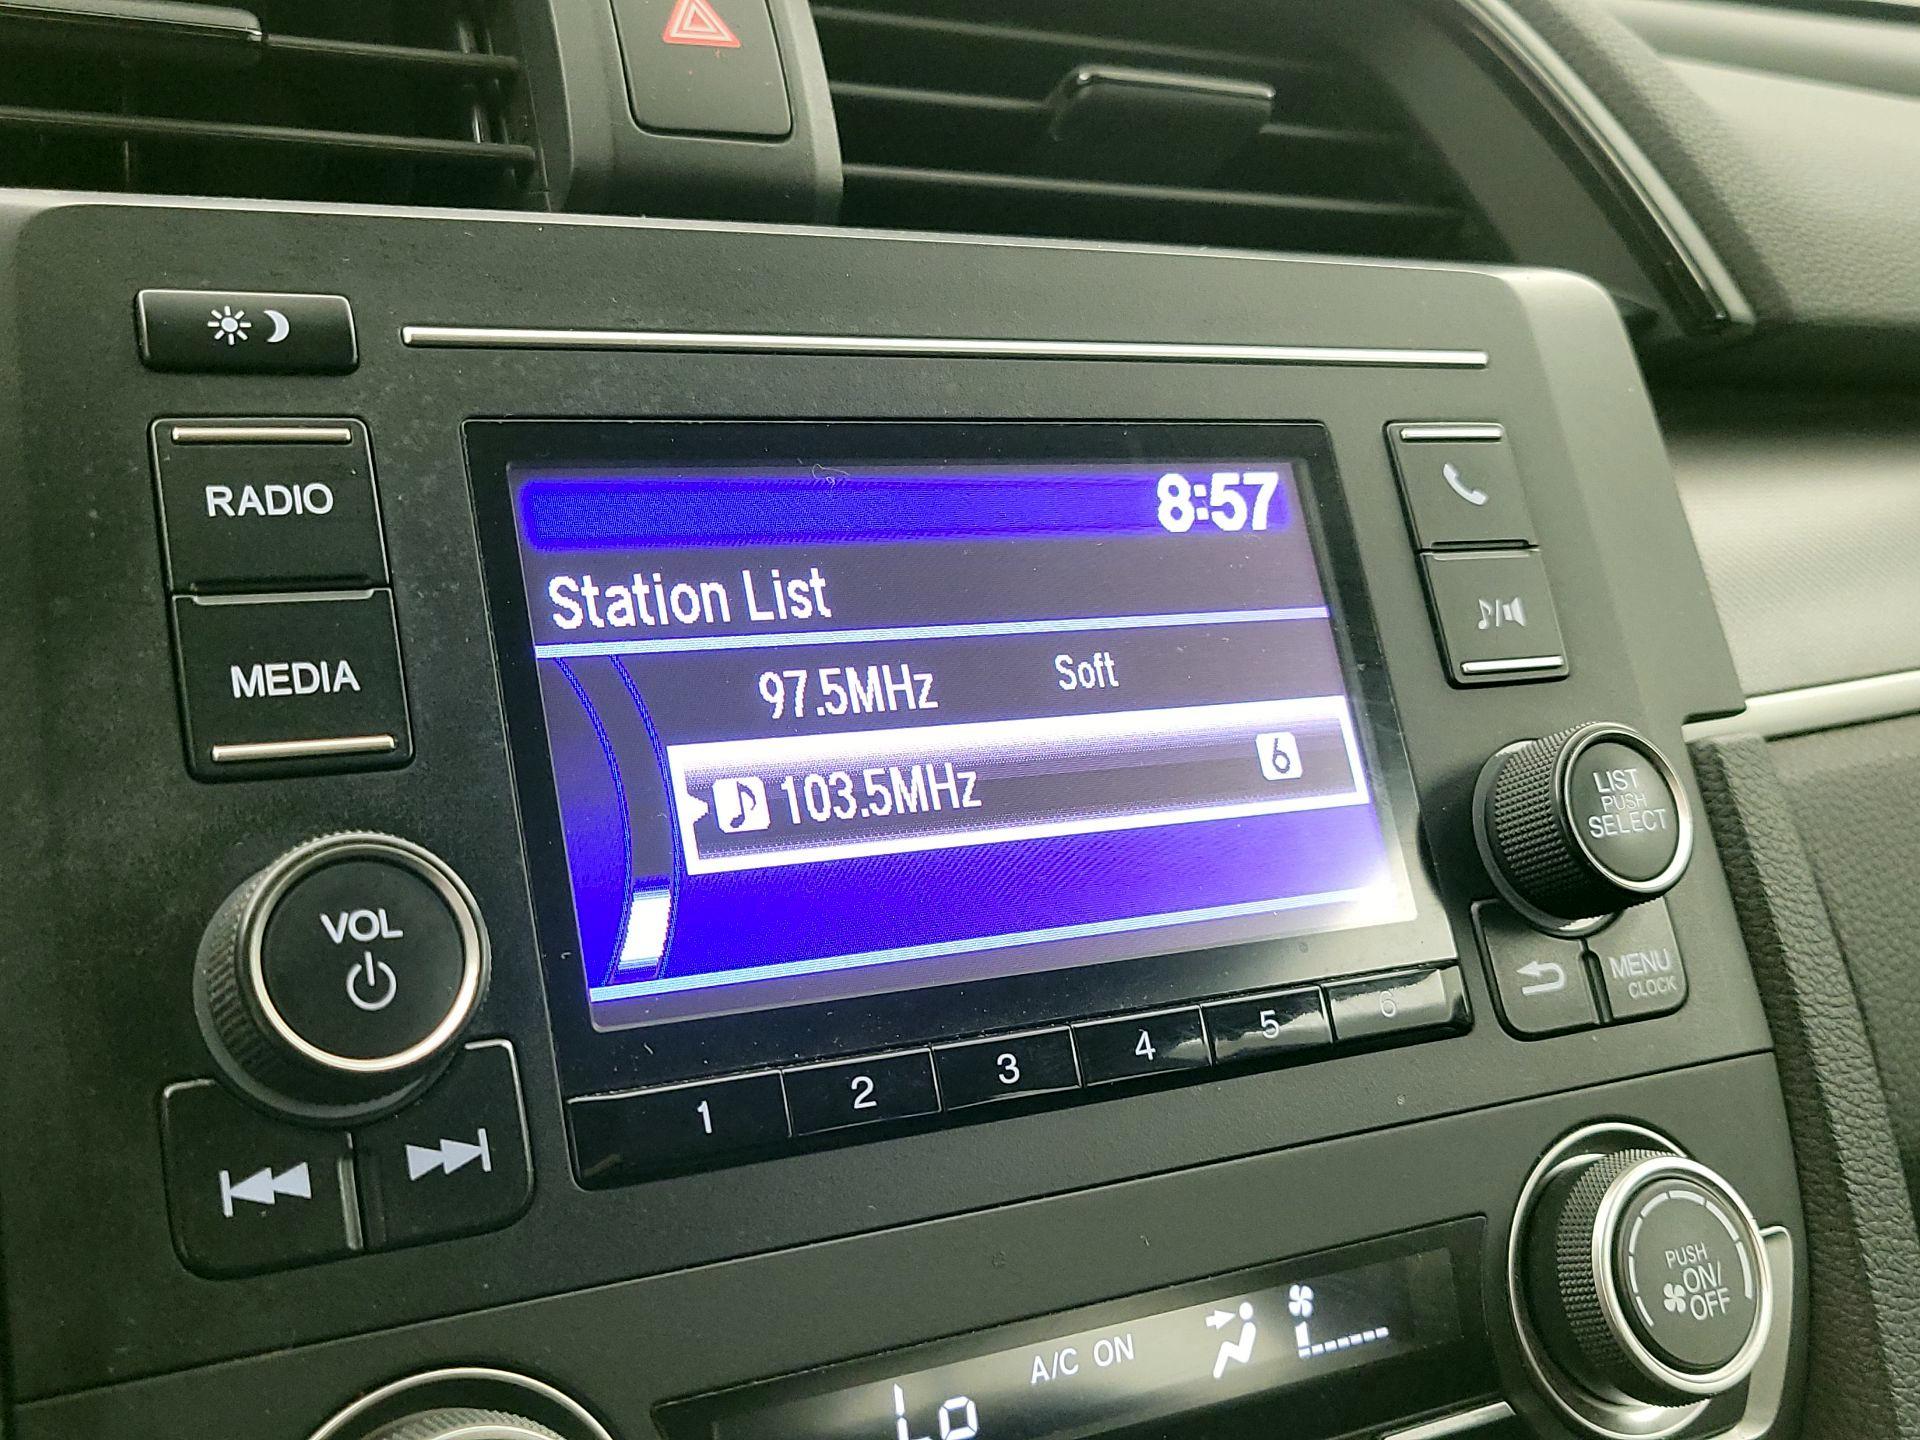 8:57
RADIO
Station List
97.5MHz Soft
MEDIA
103.5MHz 6
LIST
PUSH
SELECT
VOL
MENU
CLOCK
1 2 3 4 5 6
PUSH
ON/
OFF
A/C ON
Lo